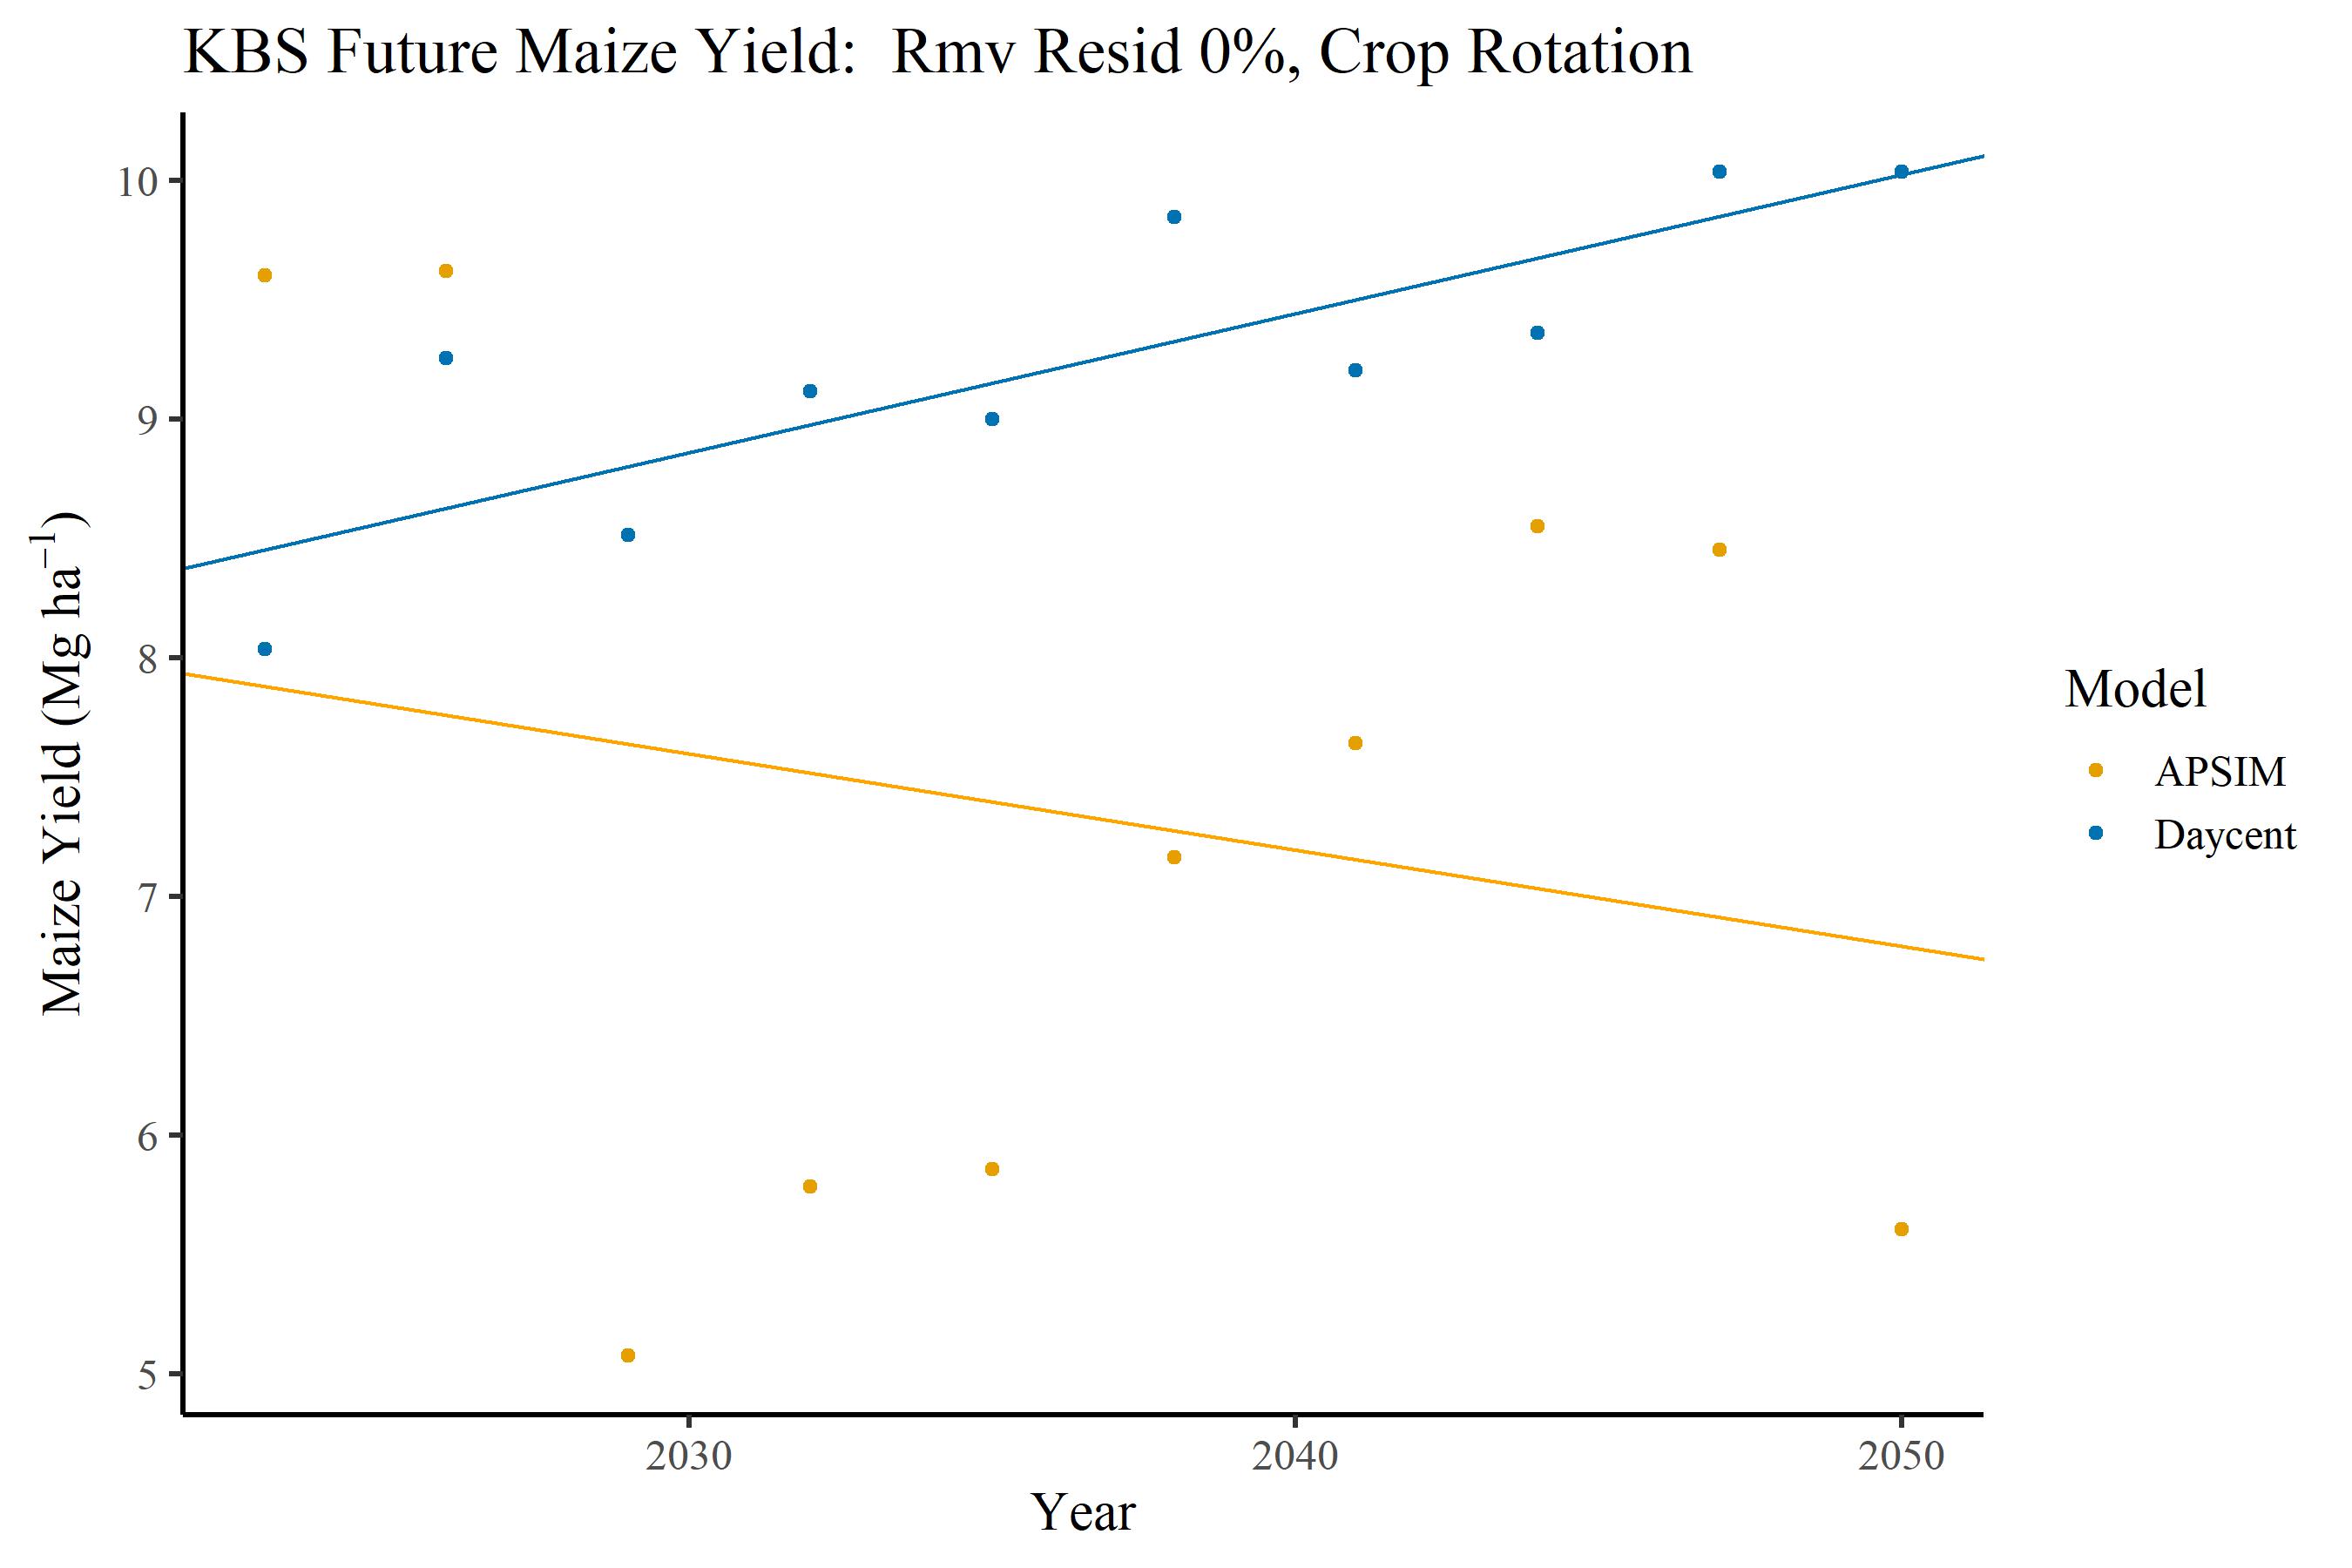 KBS Future Maize Yield:  Rmv Resid 0%, Crop Rotation
Maize Yield (Mg ha⁻¹)
10
9
8
7
6
5
2030
2040
2050
Year
Model
APSIM
Daycent